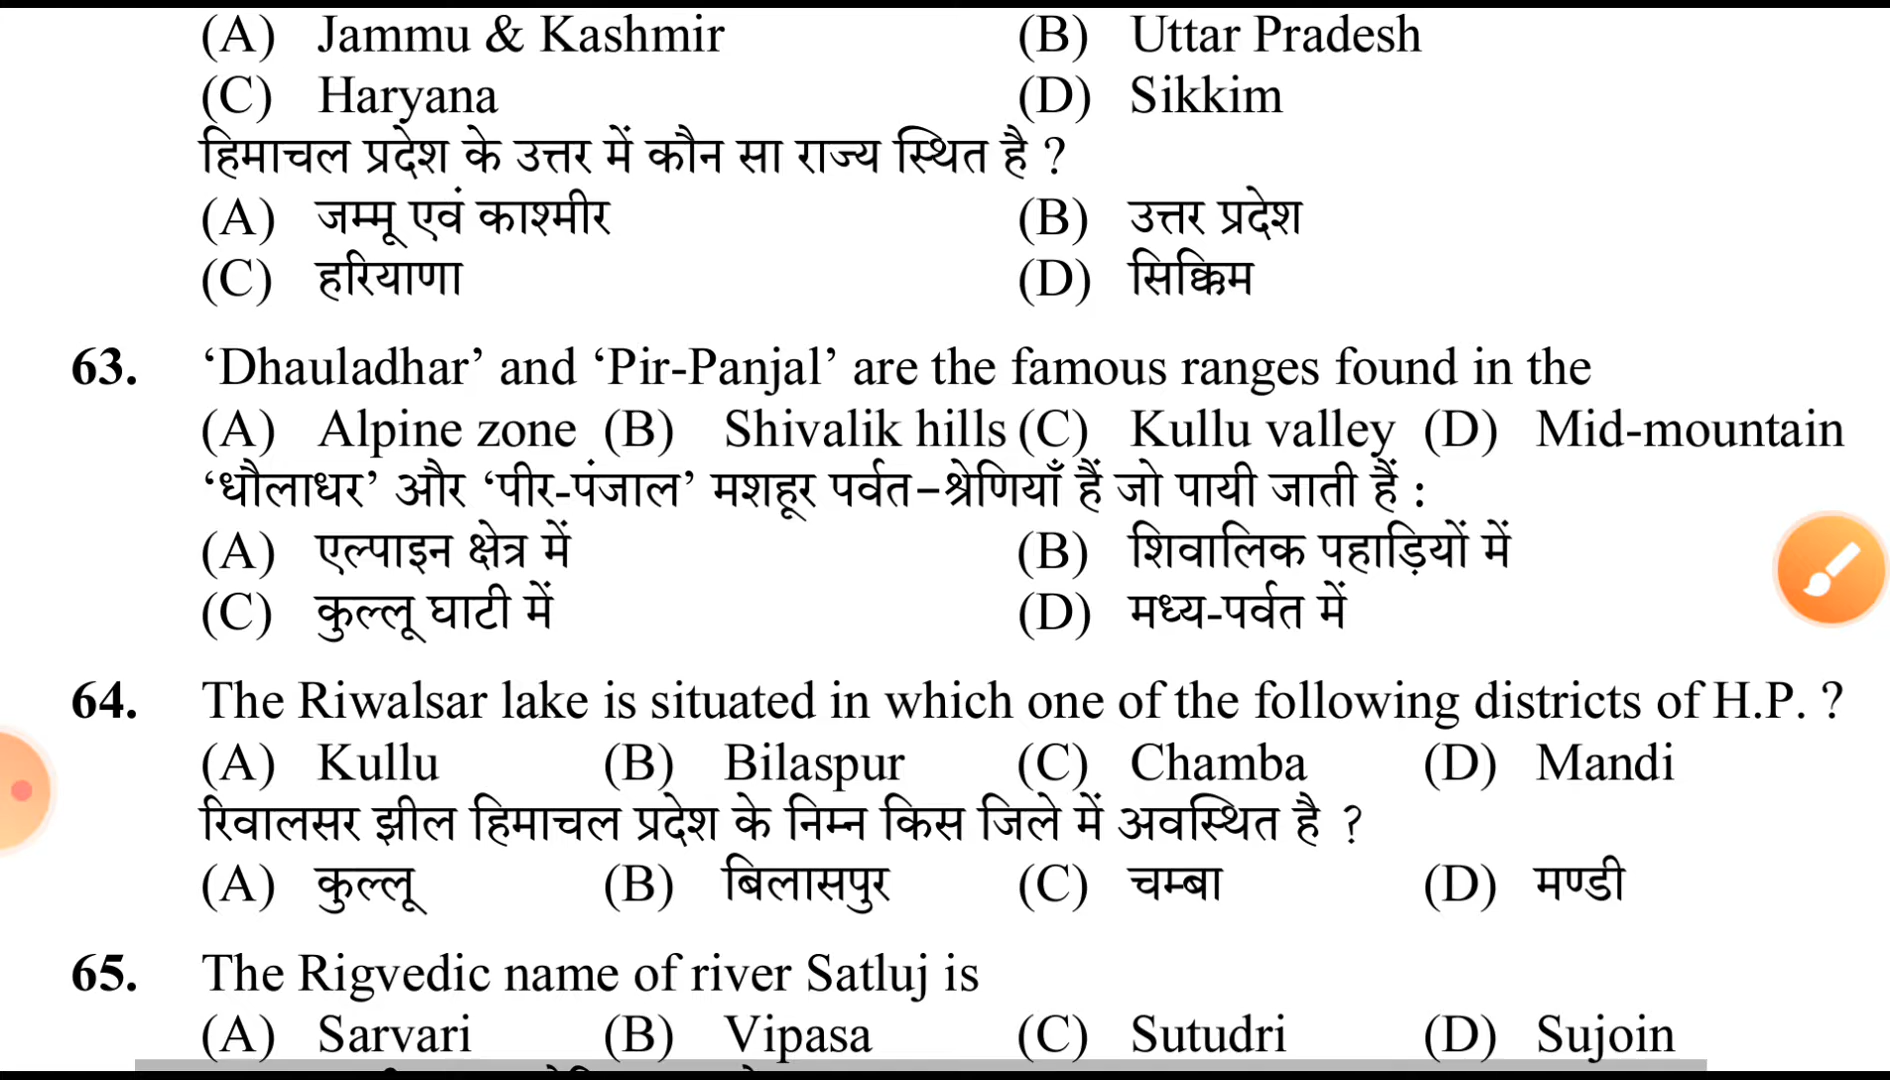 (A) Jammu & Kashmir (B) Uttar Pradesh
(C) Haryana (D) Sikkim
हिमाचल प्रदेश के उत्तर में कौन सा राज्य स्थित है ?
(A) जम्मू एवं काश्मीर (B) उत्तर प्रदेश
(C) हरियाणा (D) सिक्किम
63. ‘Dhauladhar’ and ‘Pir-Panjal’ are the famous ranges found in the
(A) Alpine zone (B) Shivalik hills (C) Kullu valley (D) Mid-mountain
‘धौलाधर’ और ‘पीर-पंजाल’ मशहूर पर्वत–श्रेणियाँ हैं जो पायी जाती हैं :
(A) एल्पाइन क्षेत्र में (B) शिवालिक पहाड़ियों में
(C) कुल्लू घाटी में (D) मध्य-पर्वत में
64. The Riwalsar lake is situated in which one of the following districts of H.P. ?
(A) Kullu (B) Bilaspur (C) Chamba (D) Mandi
रिवालसर झील हिमाचल प्रदेश के निम्न किस जिले में अवस्थित है ?
(A) कुल्लू (B) बिलासपुर (C) चम्बा (D) मण्डी
65. The Rigvedic name of river Satluj is
(A) Sarvari (B) Vipasa (C) Sutudri (D) Sujoin